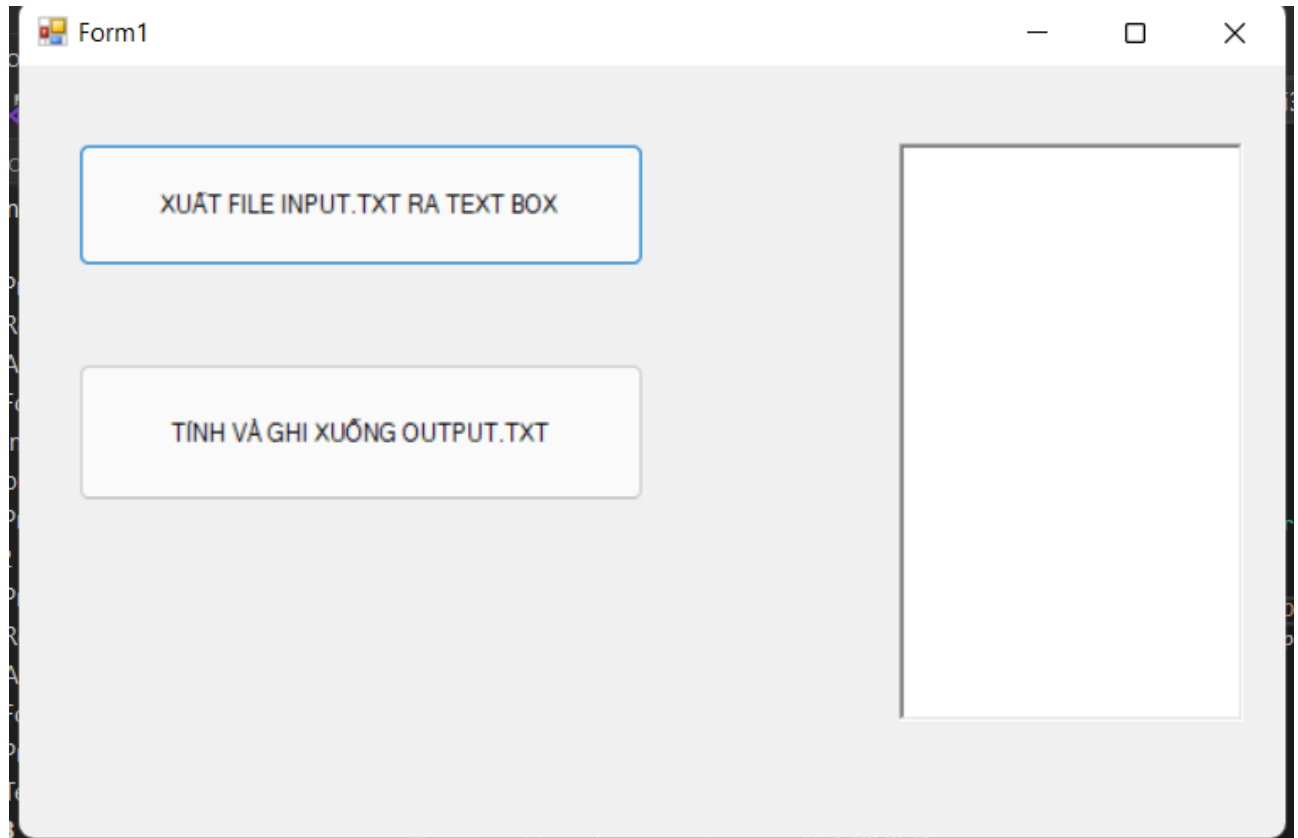 Form1
XUẤT FILE INPUT.TXT RA TEXT BOX
TÍNH VÀ GHI XUỐNG OUTPUT.TXT